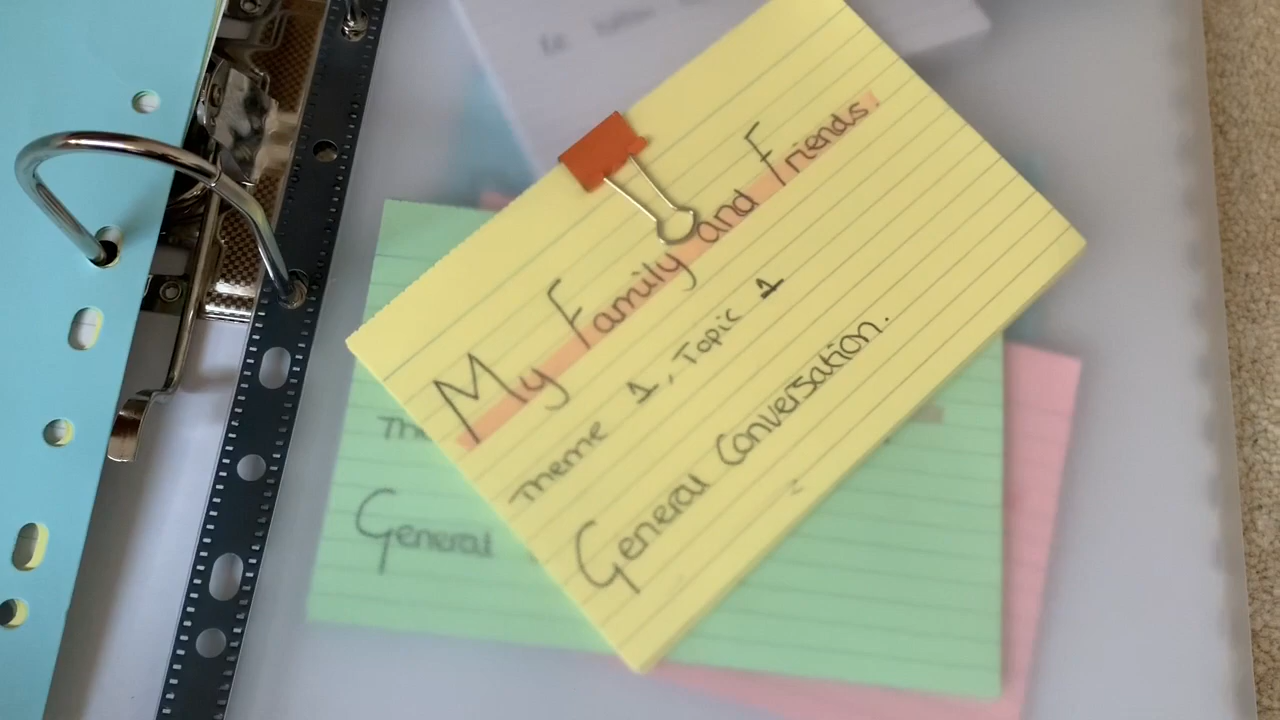 My Family and Friends.
Theme 1, Topic 1
General Conversation.
General